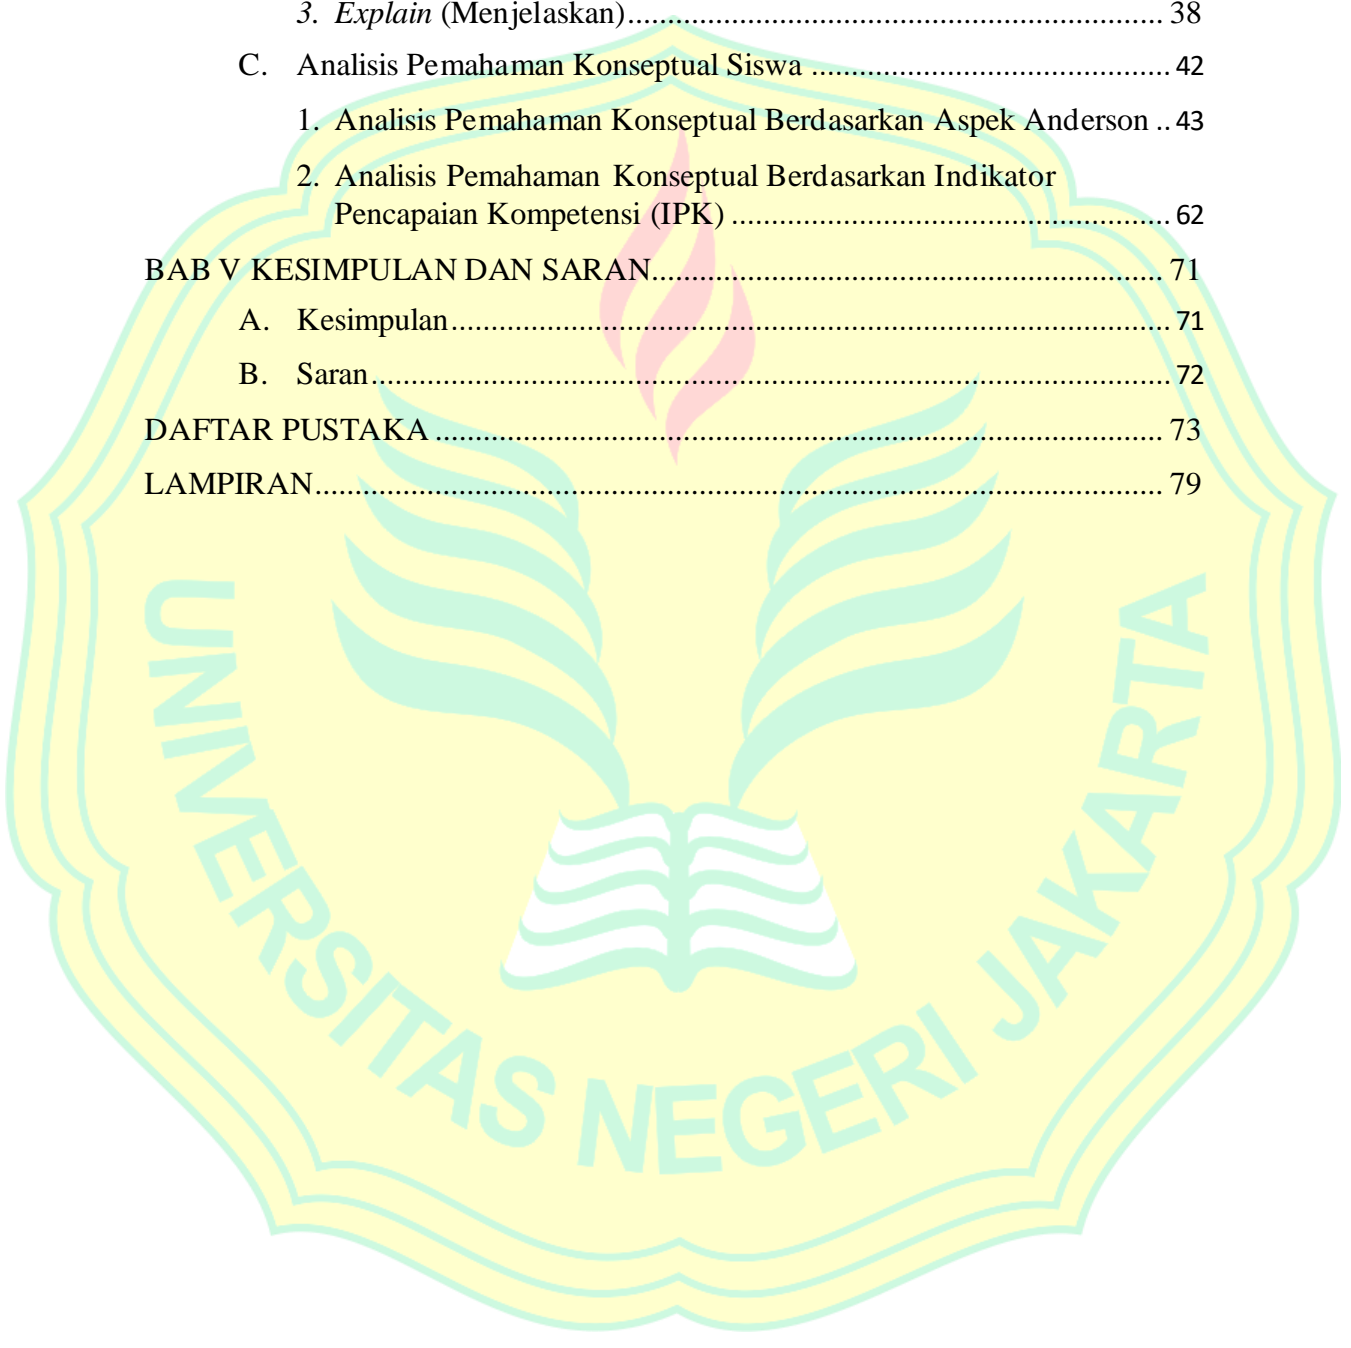 3. Explain (Menjelaskan)................................................................... 38
C. Analisis Pemahaman Konseptual Siswa ............................................. 42
1. Analisis Pemahaman Konseptual Berdasarkan Aspek Anderson .. 43
2. Analisis Pemahaman Konseptual Berdasarkan Indikator
Pencapaian Kompetensi (IPK) ....................................................... 62
BAB V KESIMPULAN DAN SARAN................................................................ 71
A. Kesimpulan.......................................................................................... 71
B. Saran.................................................................................................... 72
DAFTAR PUSTAKA ........................................................................................... 73
LAMPIRAN.......................................................................................................... 79
UNIVERSITAS NEGERI JAKARTA